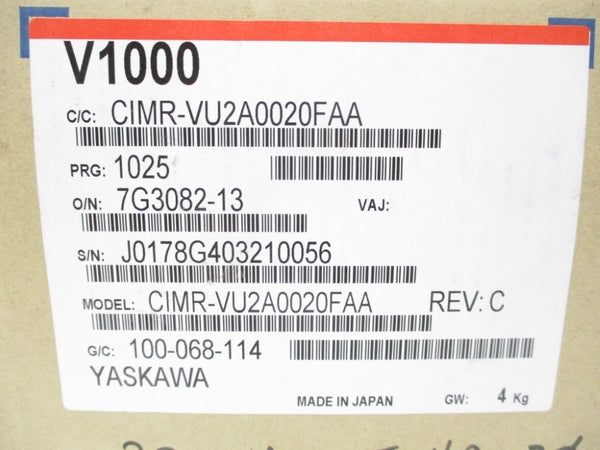 V1000
C/C: CIMR-VU2A0020FAA
PRG: 1025
O/N: 7G3082-13 VAJ:
S/N: J0178G403210056
MODEL: CIMR-VU2A0020FAA REV: C
G/C: 100-068-114
YASKAWA
MADE IN JAPAN GW: 4 Kg